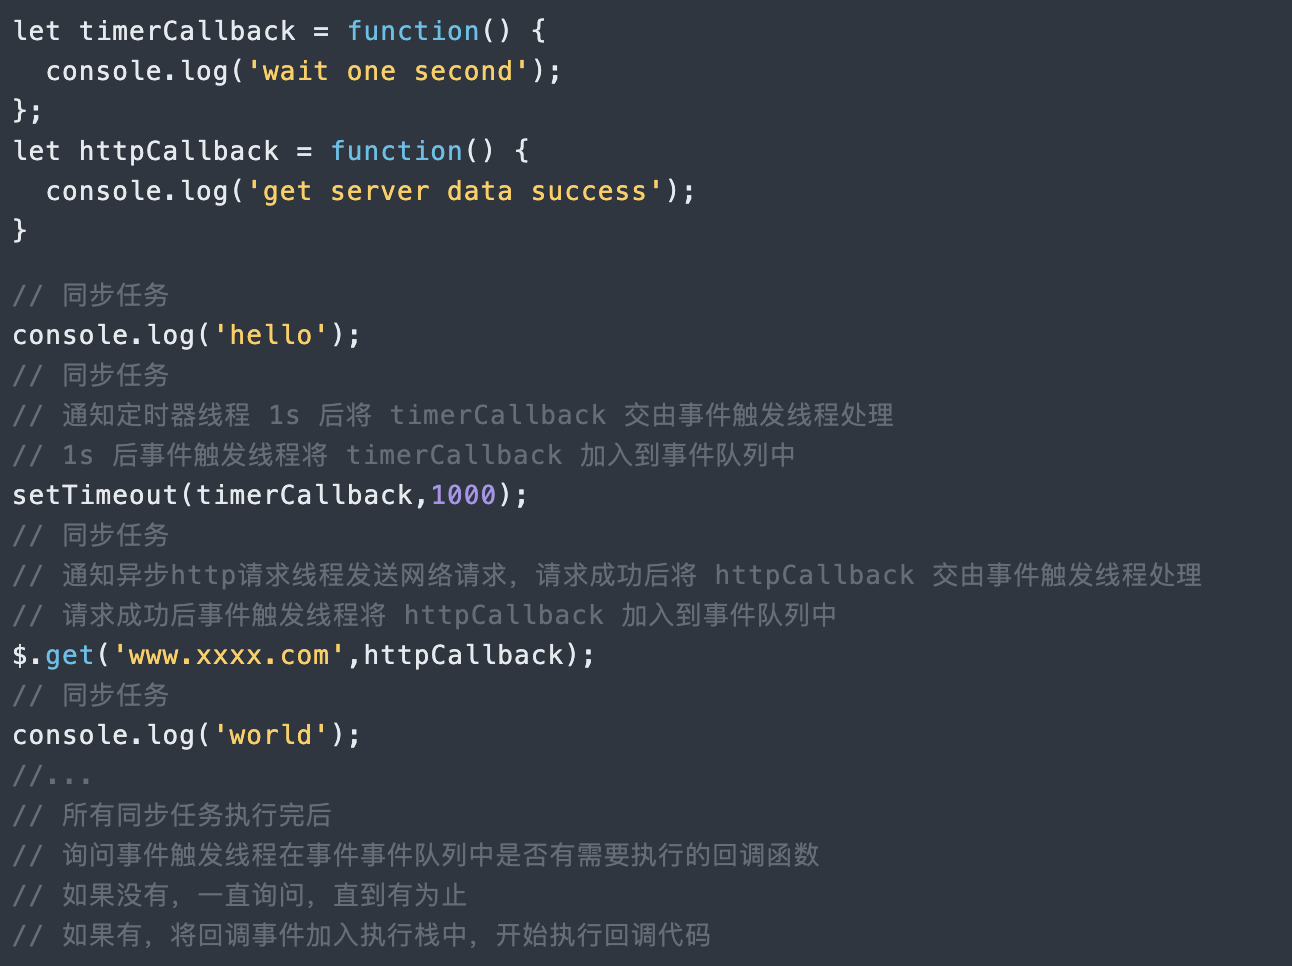 let timerCallback = function() {
  console.log('wait one second');
};
let httpCallback = function() {
  console.log('get server data success');
}
// 同步任务
console.log('hello');
// 同步任务
// 通知定时器线程 1s 后将 timerCallback 交由事件触发线程处理
// 1s 后事件触发线程将 timerCallback 加入到事件队列中
setTimeout(timerCallback,1000);
// 同步任务
// 通知异步http请求线程发送网络请求，请求成功后将 httpCallback 交由事件触发线程处理
// 请求成功后事件触发线程将 httpCallback 加入到事件队列中
$.get('www.xxxx.com',httpCallback);
// 同步任务
console.log('world');
//...
// 所有同步任务执行完后
// 询问事件触发线程在事件事件队列中是否有需要执行的回调函数
// 如果没有，一直询问，直到有为止
// 如果有，将回调事件加入执行栈中，开始执行回调代码